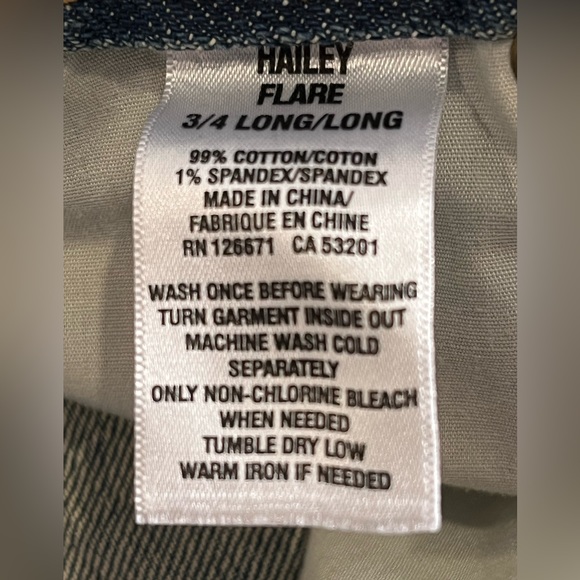 HAILEY
FLARE
3/4 LONG/LONG
99% COTTON/COTON
1% SPANDEX/SPANDEX
MADE IN CHINA/
FABRIQUE EN CHINE
RN 126671 CA 53201
WASH ONCE BEFORE WEARING
TURN GARMENT INSIDE OUT
MACHINE WASH COLD
SEPARATELY
ONLY NON-CHLORINE BLEACH
WHEN NEEDED
TUMBLE DRY LOW
WARM IRON IF NEEDED